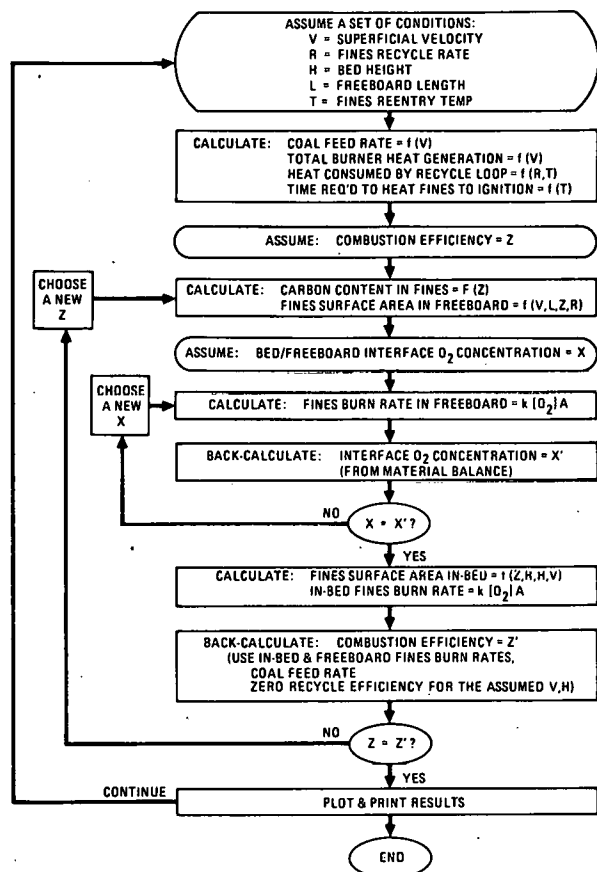 ASSUME A SET OF CONDITIONS:
V = SUPERFICIAL VELOCITY
R = FINES RECYCLE RATE
H = BED HEIGHT
L = FREEBOARD LENGTH
T = FINES REENTRY TEMP
CALCULATE: COAL FEED RATE = f (V)
TOTAL BURNER HEAT GENERATION = f (V)
HEAT CONSUMED BY RECYCLE LOOP = f (R,T)
TIME REQ'D TO HEAT FINES TO IGNITION = f (T)
ASSUME: COMBUSTION EFFICIENCY = Z
CHOOSE
A NEW
Z
CALCULATE: CARBON CONTENT IN FINES = F (Z)
FINES SURFACE AREA IN FREEBOARD = f (V,L,Z,R)
ASSUME: BED/FREEBOARD INTERFACE O2 CONCENTRATION = X
CHOOSE
A NEW
X
CALCULATE: FINES BURN RATE IN FREEBOARD = k [O2] A
BACK-CALCULATE: INTERFACE O2 CONCENTRATION = X'
(FROM MATERIAL BALANCE)
NO
X = X'?
YES
CALCULATE: FINES SURFACE AREA IN-BED = f (Z,R,H,V)
IN-BED FINES BURN RATE = k [O2] A
BACK-CALCULATE: COMBUSTION EFFICIENCY = Z'
(USE IN-BED & FREEBOARD FINES BURN RATES,
COAL FEED RATE
ZERO RECYCLE EFFICIENCY FOR THE ASSUMED V,H)
NO
Z = Z'?
YES
CONTINUE
PLOT & PRINT RESULTS
END